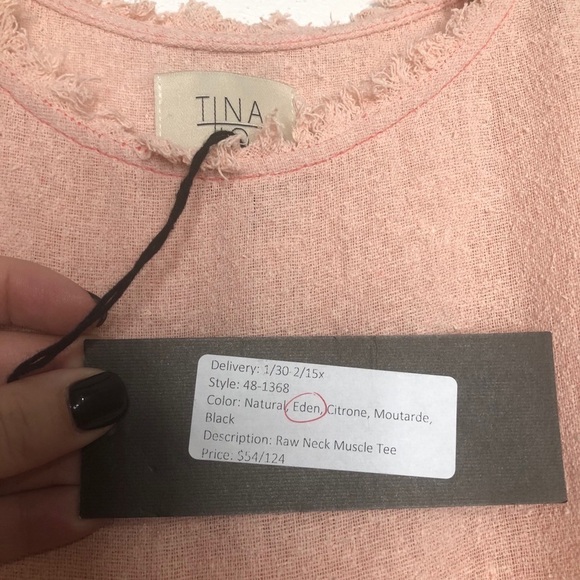 TINA
Delivery: 1/30-2/15x
Style: 48-1368
Color: Natural, Eden, Citrone, Moutarde,
Black
Description: Raw Neck Muscle Tee
Price: $54/124